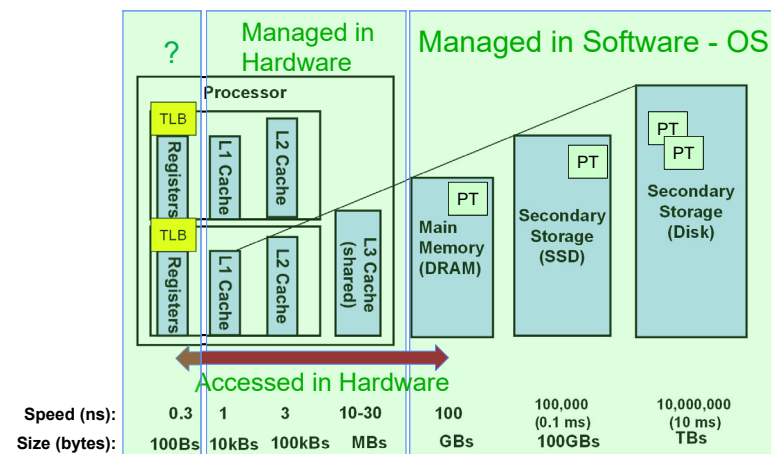 ?
Managed in
Hardware
Managed in Software - OS
Processor
TLB
Registers
L1 Cache
L2 Cache
TLB
Registers
L1 Cache
L2 Cache
L3 Cache
(shared)
PT
Main
Memory
(DRAM)
PT
Secondary
Storage
(SSD)
PT
PT
Secondary
Storage
(Disk)
Accessed in Hardware
Speed (ns): 0.3 1 3 10-30 100 100,000 (0.1 ms) 10,000,000 (10 ms)
Size (bytes): 100Bs 10kBs 100kBs MBs GBs 100GBs TBs